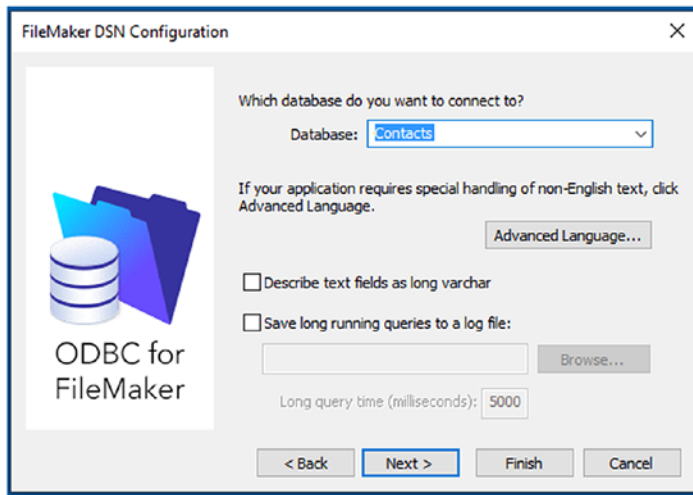 FileMaker DSN Configuration
Which database do you want to connect to?
Database: Contacts
If your application requires special handling of non-English text, click
Advanced Language.
Advanced Language...
Describe text fields as long varchar
Save long running queries to a log file:
Browse...
Long query time (milliseconds): 5000
ODBC for
FileMaker
< Back Next > Finish Cancel